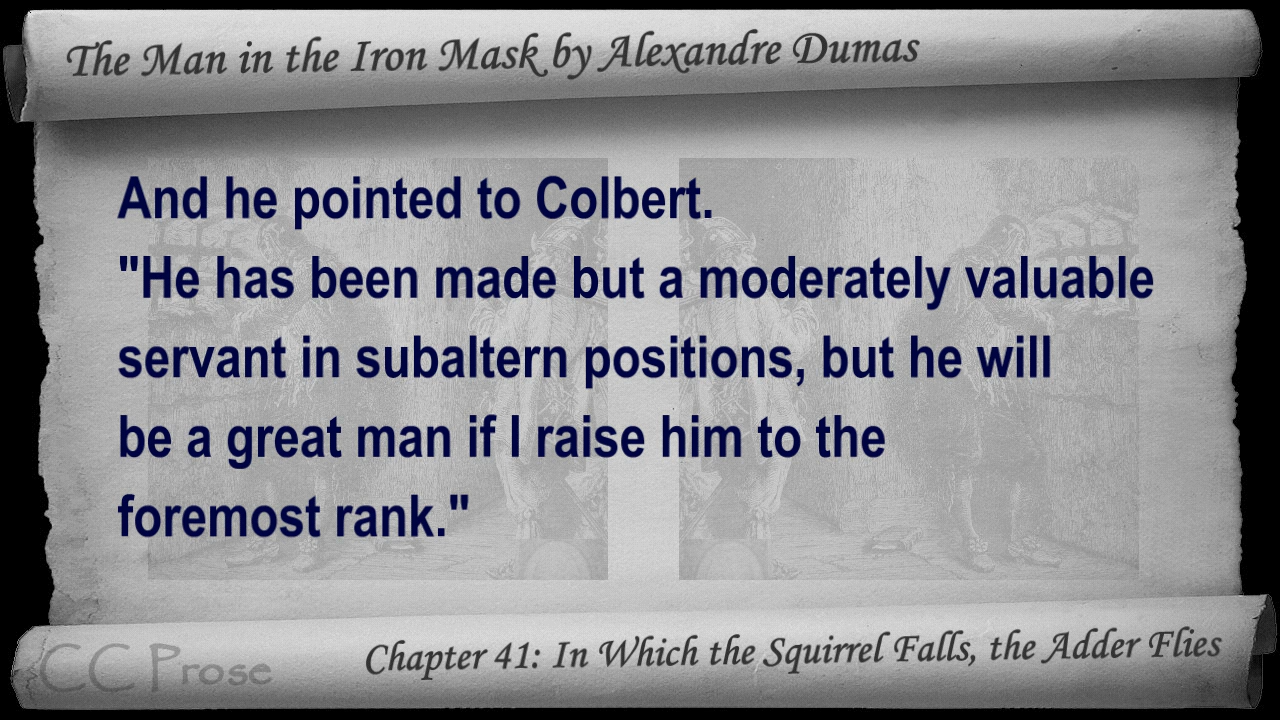 The Man in the Iron Mask by Alexandre Dumas
And he pointed to Colbert.
"He has been made but a moderately valuable
servant in subaltern positions, but he will
be a great man if I raise him to the
foremost rank."
CC Prose
Chapter 41: In Which the Squirrel Falls, the Adder Flies